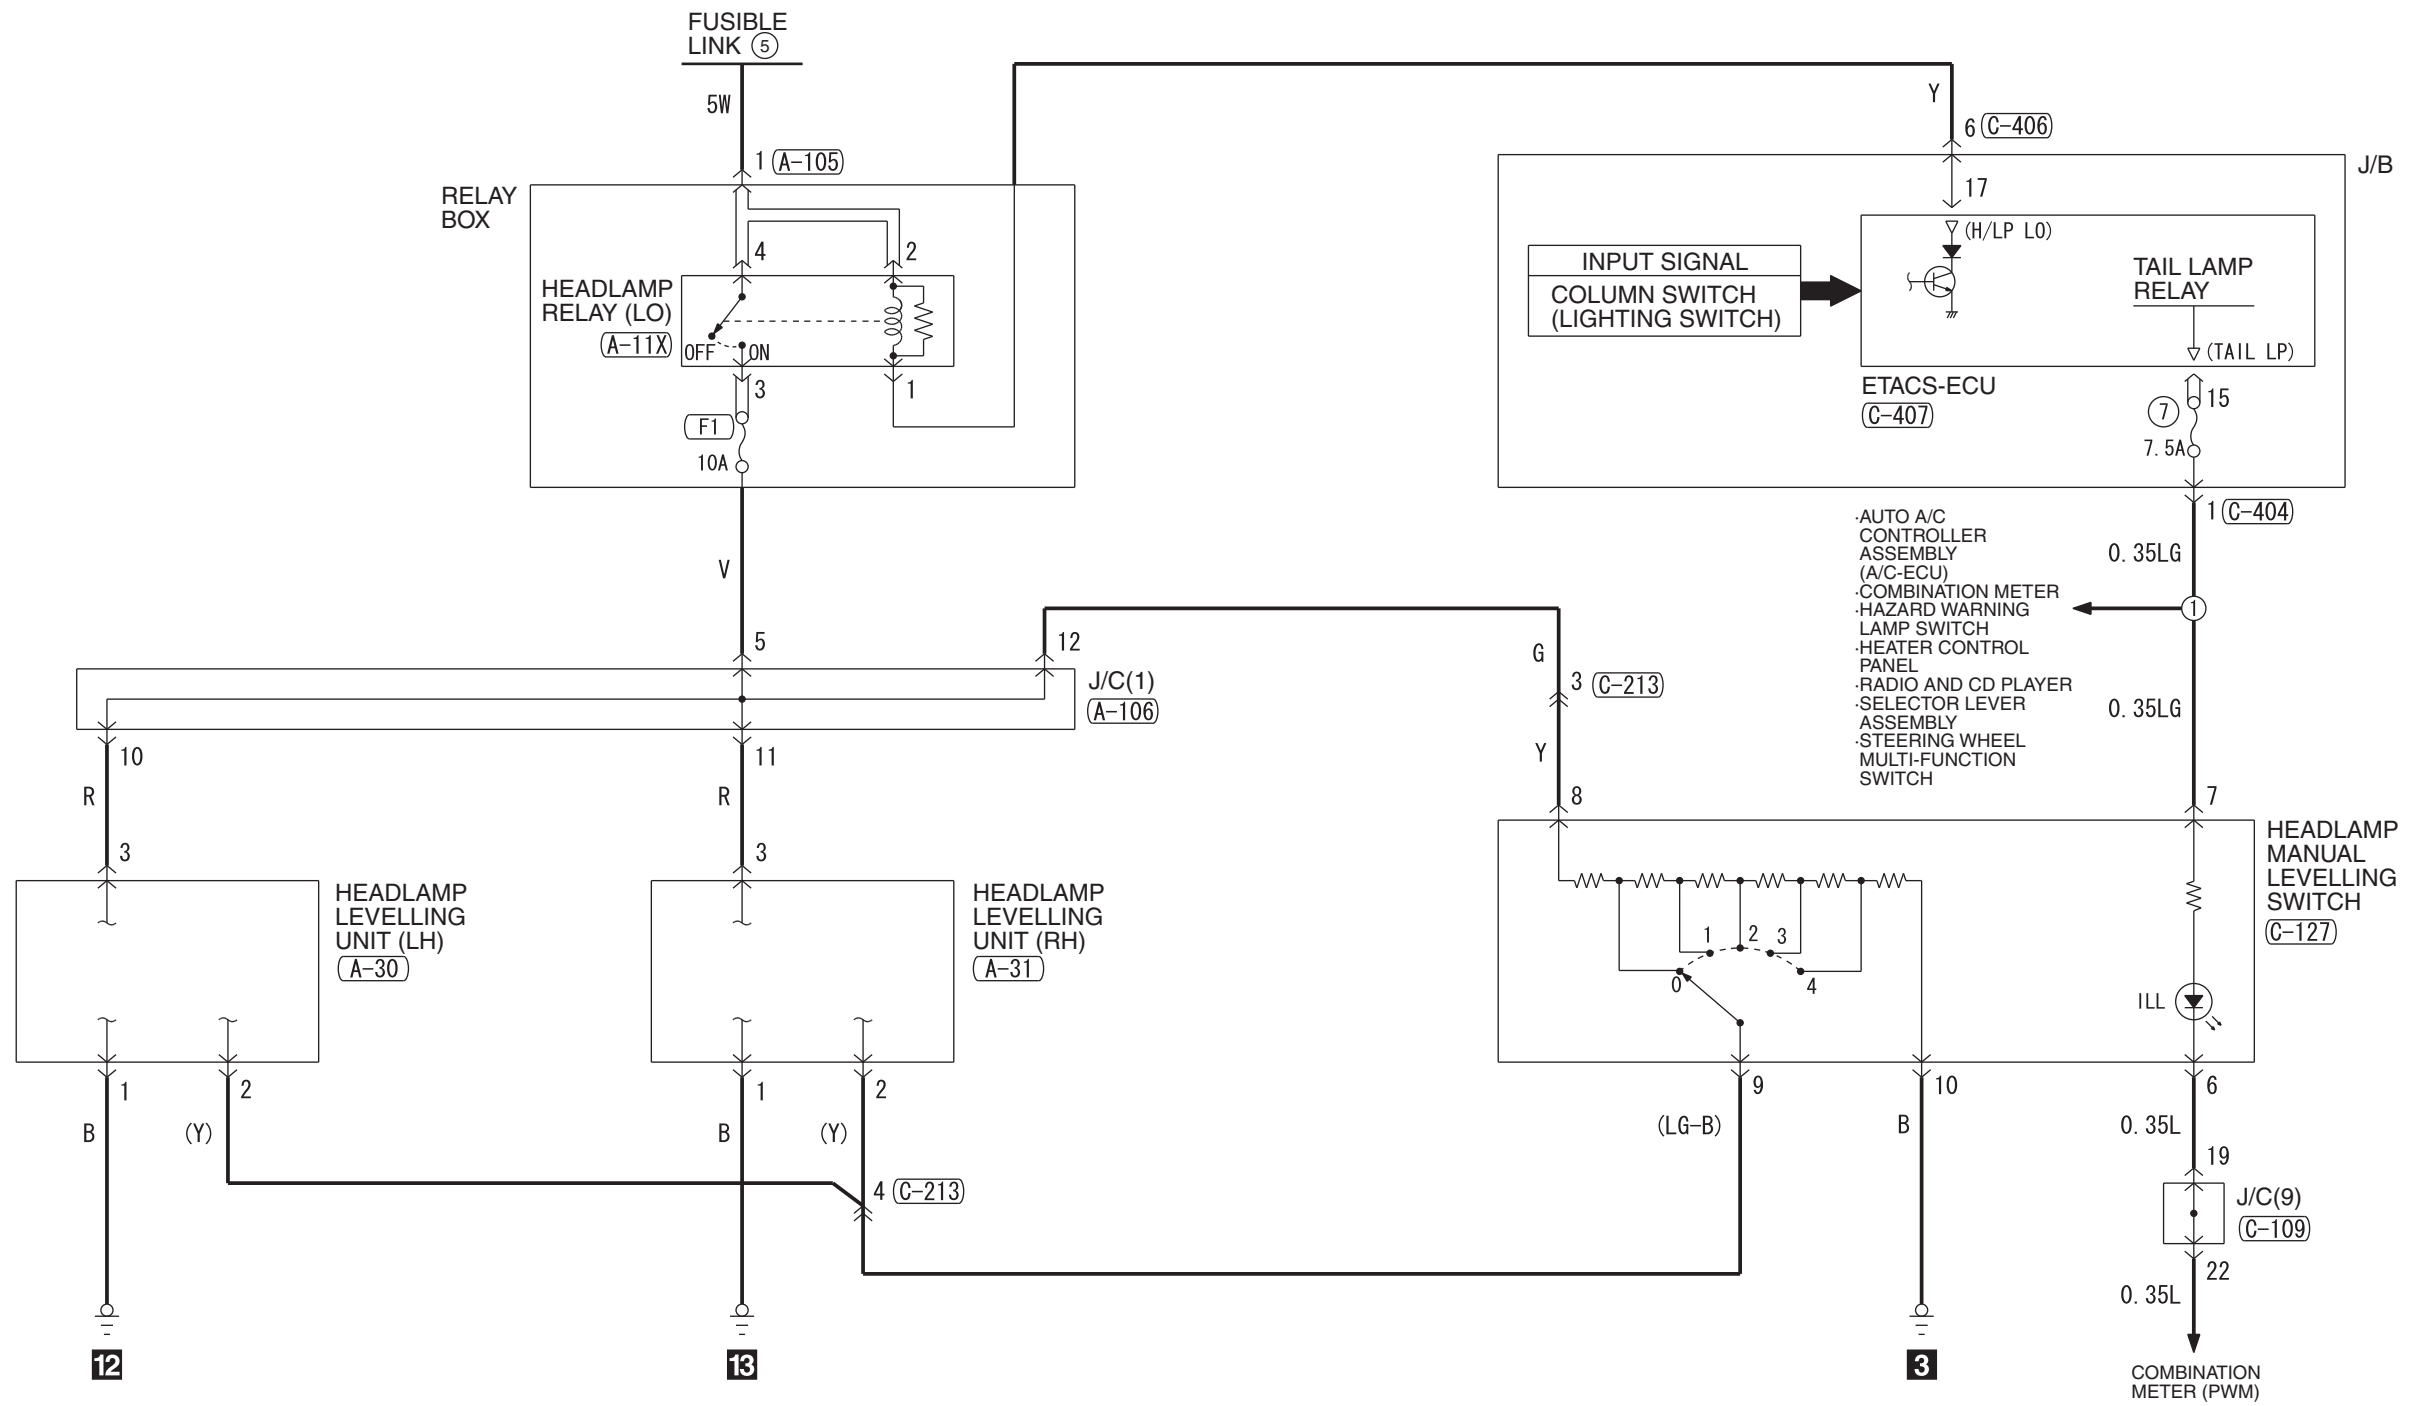 FUSIBLE
LINK 5
5W
1 A-105
RELAY
BOX
4
2
HEADLAMP
RELAY (LO)
A-11X
OFF
ON
3
1
F1
10A
V
5
12
J/C(1)
A-106
10
11
R
R
3
3
HEADLAMP
LEVELLING
UNIT (LH)
A-30
HEADLAMP
LEVELLING
UNIT (RH)
A-31
1
2
1
2
B
(Y)
B
(Y)
4 C-213
12
13
Y
6 C-406
J/B
17
(H/LP LO)
INPUT SIGNAL
COLUMN SWITCH
(LIGHTING SWITCH)
TAIL LAMP
RELAY
(TAIL LP)
ETACS-ECU
C-407
15
7
7.5A
1 C-404
0.35LG
·AUTO A/C
CONTROLLER
ASSEMBLY
(A/C-ECU)
·COMBINATION METER
·HAZARD WARNING
LAMP SWITCH
·HEATER CONTROL
PANEL
·RADIO AND CD PLAYER
·SELECTOR LEVER
ASSEMBLY
·STEERING WHEEL
MULTI-FUNCTION
SWITCH
1
0.35LG
G
3 C-213
Y
8
7
HEADLAMP
MANUAL
LEVELLING
SWITCH
C-127
0
1
2
3
4
ILL
9
10
6
(LG-B)
B
0.35L
19
J/C(9)
C-109
22
0.35L
3
COMBINATION
METER (PWM)